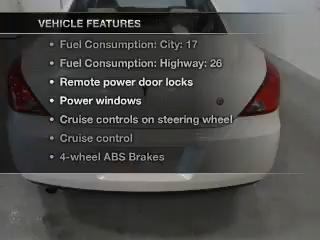 VEHICLE FEATURES
• Fuel Consumption: City: 17
• Fuel Consumption: Highway: 26
• Remote power door locks
• Power windows
• Cruise controls on steering wheel
• Cruise control
• 4-wheel ABS Brakes